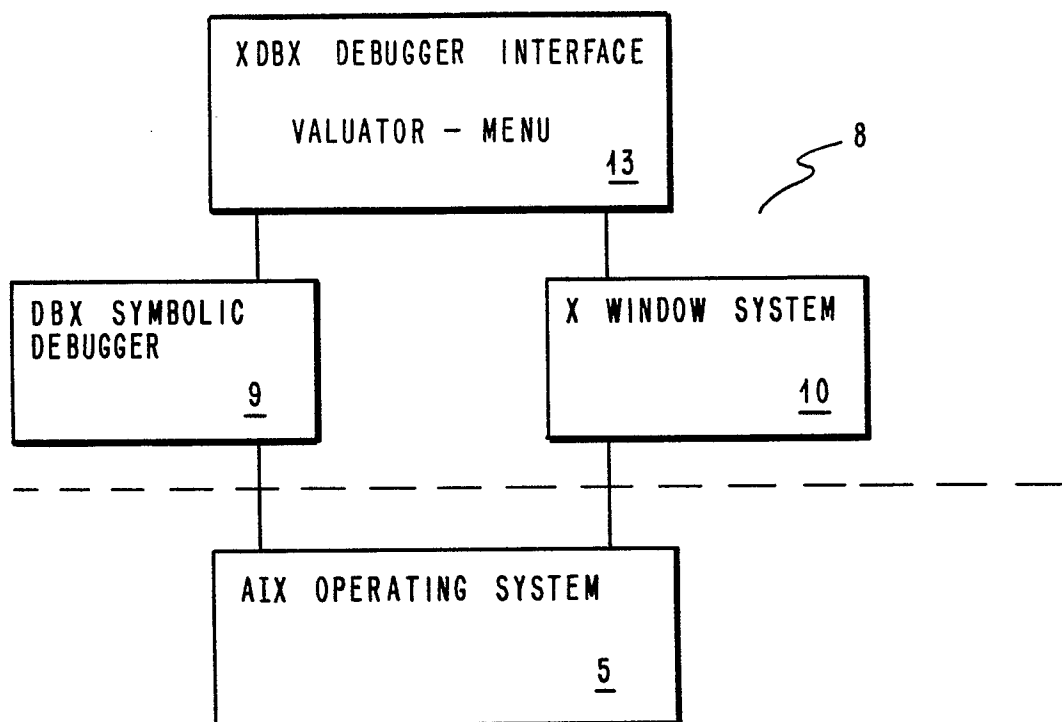 XDBX DEBUGGER INTERFACE
VALUATOR – MENU
13
8
DBX SYMBOLIC
DEBUGGER
9
X WINDOW SYSTEM
10
AIX OPERATING SYSTEM
5